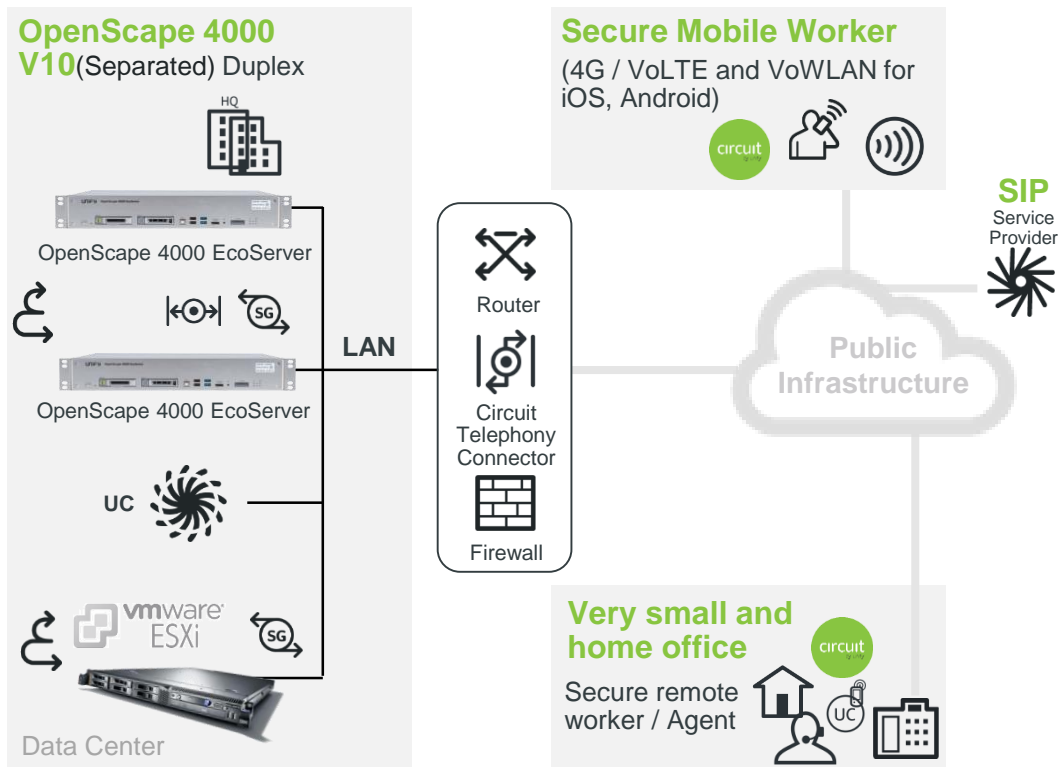 OpenScape 4000
V10(Separated) Duplex
HQ
UNIFY
OpenScape 4000 EcoServer
SG
UNIFY
OpenScape 4000 EcoServer
UC
vmware
ESXi
SG
Data Center
LAN
Router
Circuit
Telephony
Connector
Firewall
Secure Mobile Worker
(4G / VoLTE and VoWLAN for
iOS, Android)
circuit
SIP
Service
Provider
Public
Infrastructure
Very small and
home office
circuit
Secure remote
worker / Agent
UC